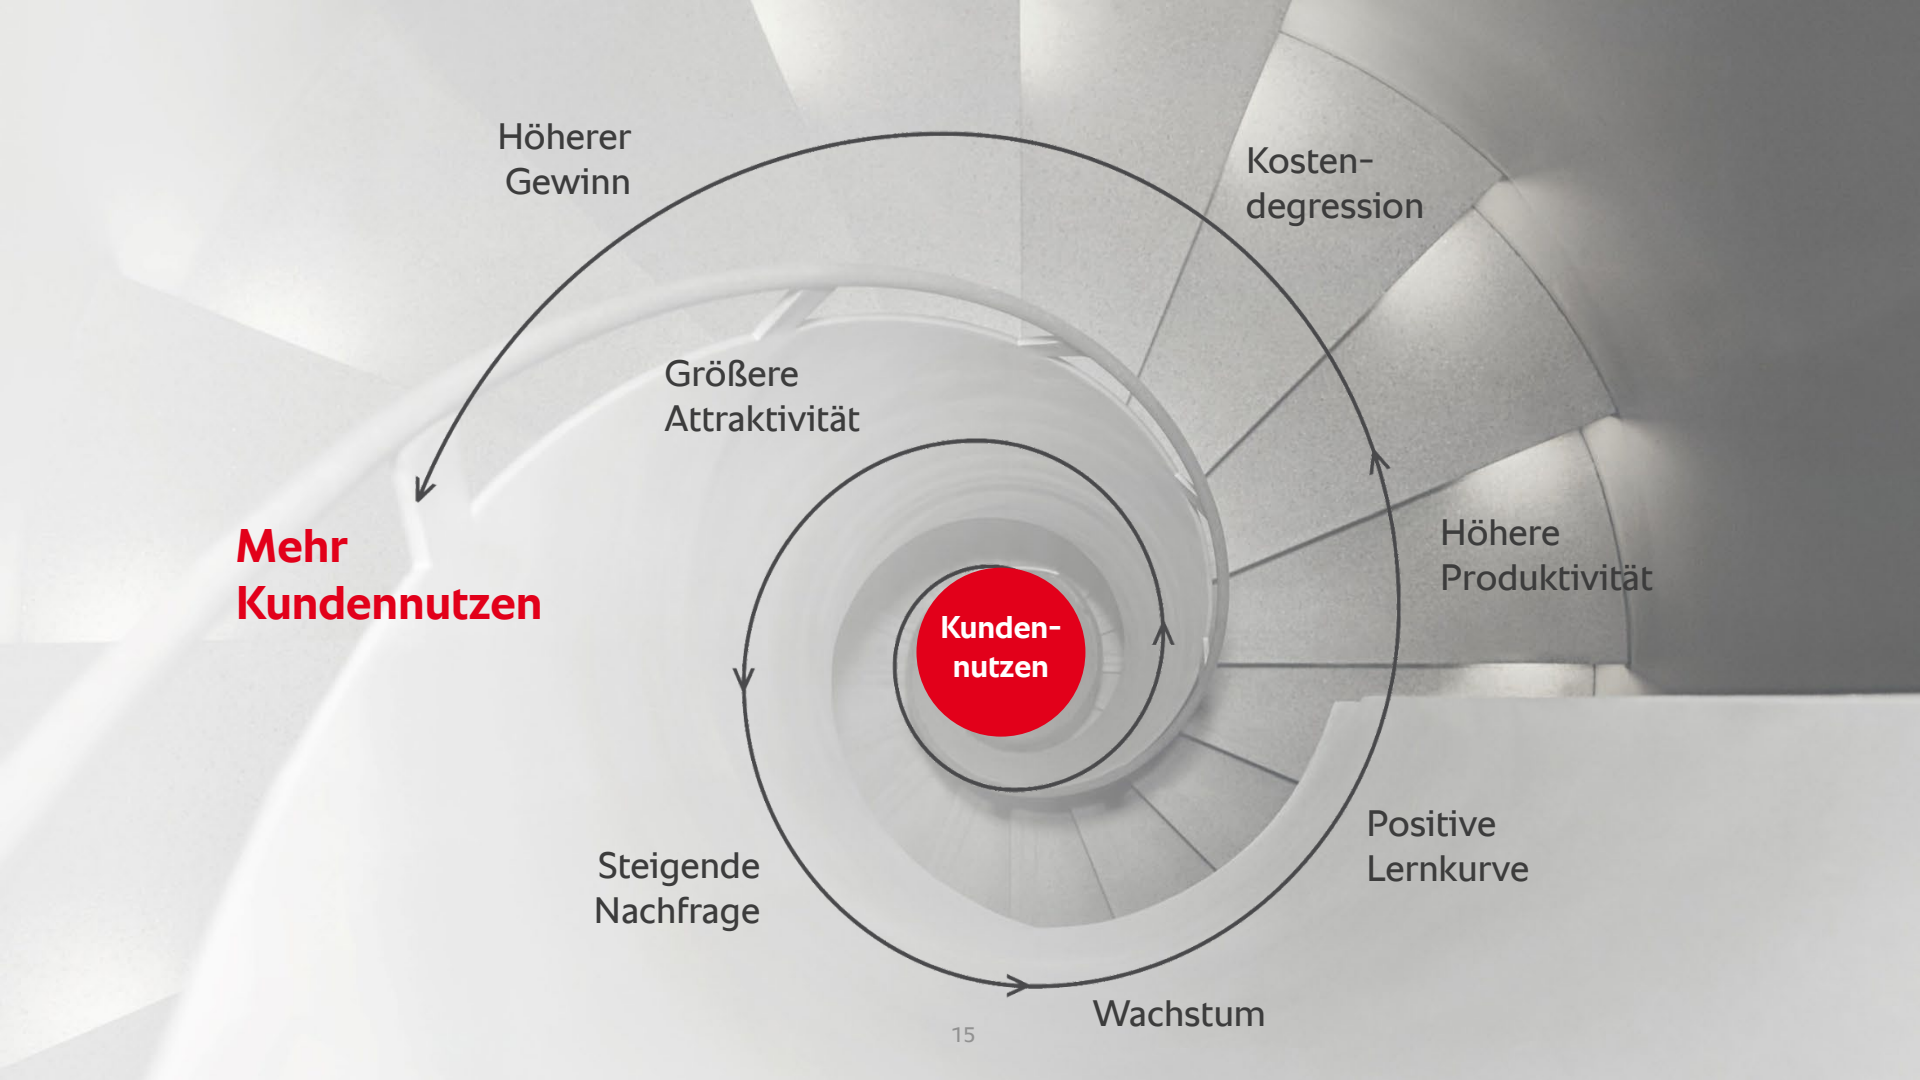 Höherer
Gewinn
Kosten-
degression
Größere
Attraktivität
Mehr
Kundennutzen
Höhere
Produktivität
Kunden-
nutzen
Positive
Lernkurve
Steigende
Nachfrage
Wachstum
15